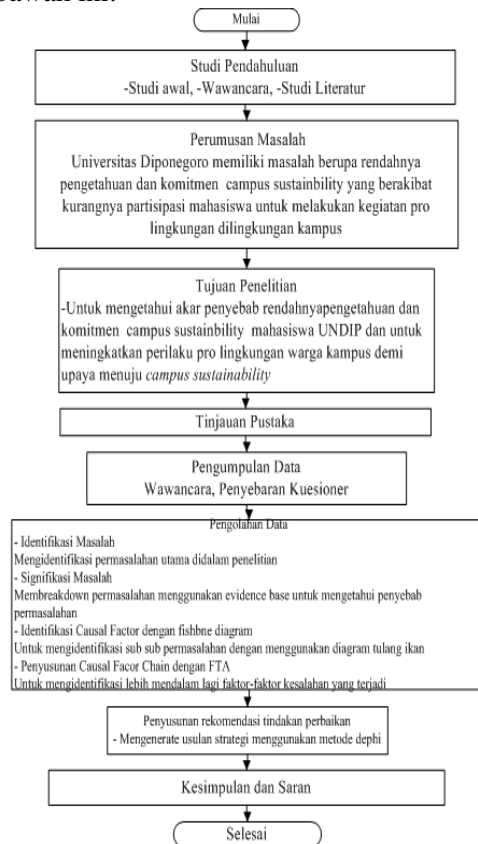 Mulai
Studi Pendahuluan
-Studi awal, -Wawancara, -Studi Literatur
Perumusan Masalah
Universitas Diponegoro memiliki masalah berupa rendahnya
pengetahuan dan komitmen campus sustainbility yang berakibat
kurangnya partisipasi mahasiswa untuk melakukan kegiatan pro
lingkungan dilingkungan kampus
Tujuan Penelitian
-Untuk mengetahui akar penyebab rendahnyapengetahuan dan
komitmen campus sustainbility mahasiswa UNDIP dan untuk
meningkatkan perilaku pro lingkungan warga kampus demi
upaya menuju campus sustainability
Tinjauan Pustaka
Pengumpulan Data
Wawancara, Penyebaran Kuesioner
Pengolahan Data
- Identifikasi Masalah
Mengidentifikasi permasalahan utama didalam penelitian
- Signifikasi Masalah
Membreakdown permasalahan menggunakan evidence base untuk mengetahui penyebab
permasalahan
- Identifikasi Causal Factor dengan fishbne diagram
Untuk mengidentifikasi sub sub permasalahan dengan menggunakan diagram tulang ikan
- Penyusunan Causal Facor Chain dengan FTA
Untuk mengidentifikasi lebih mendalam lagi faktor-faktor kesalahan yang terjadi
Penyusunan rekomendasi tindakan perbaikan
- Mengenerate usulan strategi menggunakan metode dephi
Kesimpulan dan Saran
Selesai